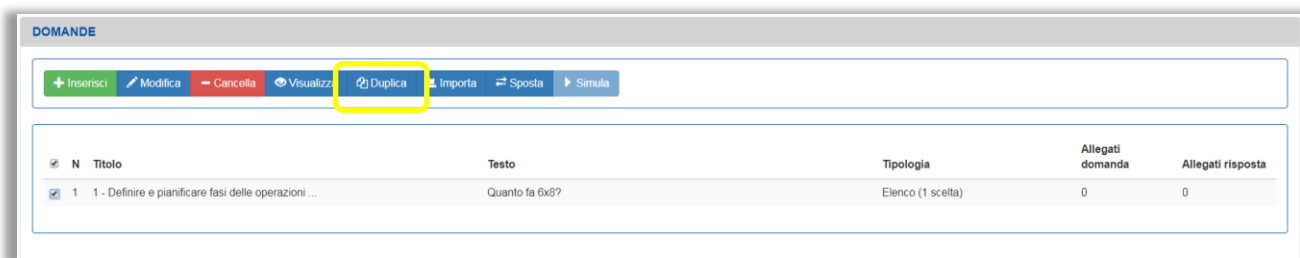 DOMANDE
Inserisci Modifica Cancella Visualizza Duplica Importa Sposta Simula
Allegati
N Titolo Testo Tipologia domanda Allegati risposta
1 1 - Definire e pianificare fasi delle operazioni ... Quanto fa 6x8? Elenco (1 scelta) 0 0